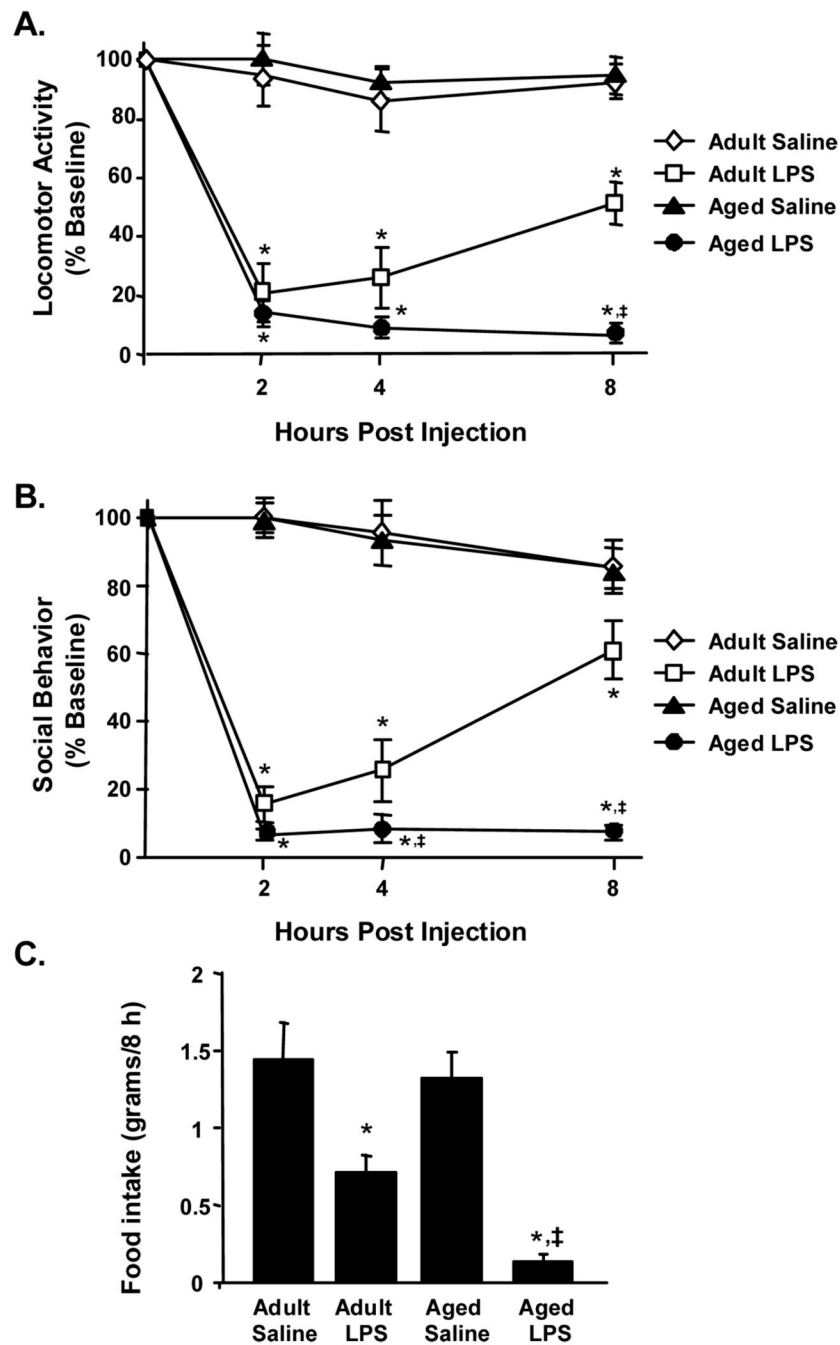 A.
Locomotor Activity
(% Baseline)
100
80
60
40
20
0
*
*
*
*
*
*,‡
2
4
8
Hours Post Injection
Adult Saline
Adult LPS
Aged Saline
Aged LPS
B.
Social Behavior
(% Baseline)
100
80
60
40
20
0
*
*
*
*
*,‡
*,‡
2
4
8
Hours Post Injection
Adult Saline
Adult LPS
Aged Saline
Aged LPS
C.
Food intake (grams/8 h)
2
1.5
1
0.5
0
*
*,‡
Adult
Saline
Adult
LPS
Aged
Saline
Aged
LPS